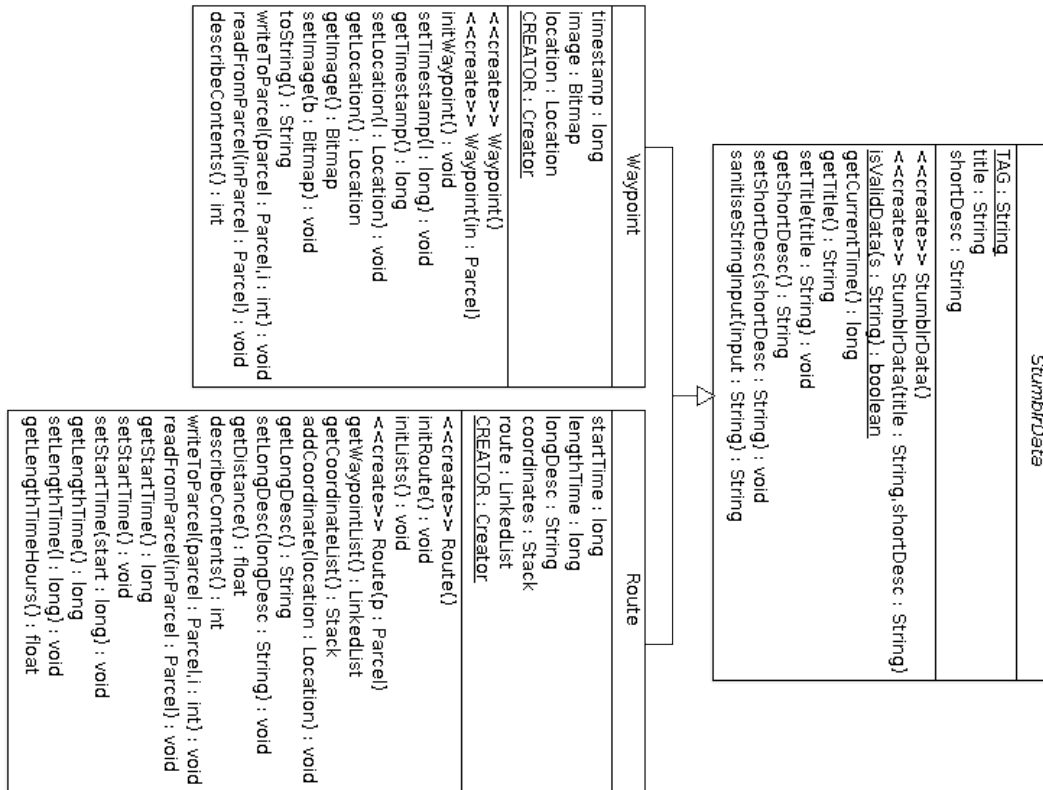 StumblrData
TAG : String
title : String
shortDesc : String
<<create>> StumblrData()
<<create>> StumblrData(title : String,shortDesc : String)
isValidData(s : String) : boolean
getCurrentTime() : long
getTitle() : String
setTitle(title : String) : void
getShortDesc() : String
setShortDesc(shortDesc : String) : void
sanitiseStringInput(input : String) : String
Waypoint
timestamp : long
image : Bitmap
location : Location
CREATOR : Creator
<<create>> Waypoint()
<<create>> Waypoint(in : Parcel)
initWaypoint() : void
setTimestamp(l : long) : void
getTimestamp() : long
setLocation(l : Location) : void
getLocation() : Location
getImage() : Bitmap
setImage(b : Bitmap) : void
toString() : String
writeToParcel(parcel : Parcel,i : int) : void
readFromParcel(inParcel : Parcel) : void
describeContents() : int
Route
startTime : long
lengthTime : long
longDesc : String
coordinates : Stack
route : LinkedList
CREATOR : Creator
<<create>> Route()
initRoute() : void
initLists() : void
<<create>> Route(p : Parcel)
getWaypointList() : LinkedList
getCoordinateList() : Stack
addCoordinate(location : Location) : void
getLongDesc() : String
setLongDesc(longDesc : String) : void
getDistance() : float
describeContents() : int
writeToParcel(parcel : Parcel,i : int) : void
readFromParcel(inParcel : Parcel) : void
getStartTime() : long
setStartTime() : void
setStartTime(start : long) : void
getLengthTime() : long
setLengthTime(l : long) : void
getLengthTimeHours() : float